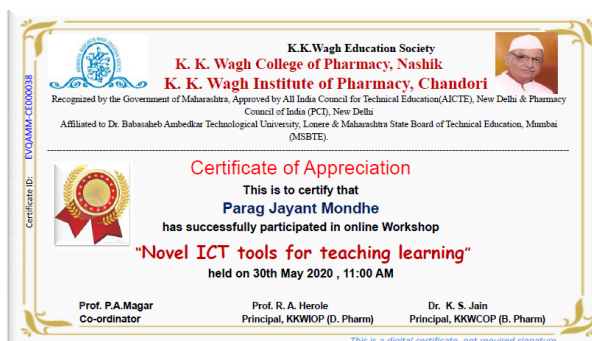 K.K.Wagh Education Society
K. K. Wagh College of Pharmacy, Nashik
K. K. Wagh Institute of Pharmacy, Chandori
Recognized by the Government of Maharashtra, Approved by All India Council for Technical Education(AICTE), New Delhi & Pharmacy
Council of India (PCI), New Delhi
Affiliated to Dr. Babasaheb Ambedkar Technological University, Lonere & Maharashtra State Board of Technical Education, Mumbai
(MSBTE).
Certificate ID: EVQAMM-CE000038
Certificate of Appreciation
This is to certify that
Parag Jayant Mondhe
has successfully participated in online Workshop
"Novel ICT tools for teaching learning"
held on 30th May 2020 , 11:00 AM
Prof. P.A.Magar Prof. R. A. Herole Dr. K. S. Jain
Co-ordinator Principal, KKWIOP (D. Pharm) Principal, KKWCOP (B. Pharm)
This is a digital certificate, not required signature